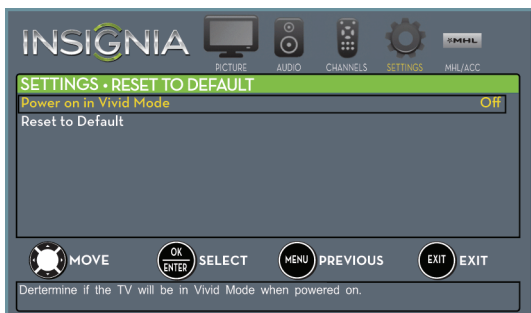 INSIGNIA
PICTURE AUDIO CHANNELS SETTINGS MHL MHL/ACC
SETTINGS • RESET TO DEFAULT
Power on in Vivid Mode Off
Reset to Default
MOVE OK ENTER SELECT MENU PREVIOUS EXIT EXIT
Dertermine if the TV will be in Vivid Mode when powered on.